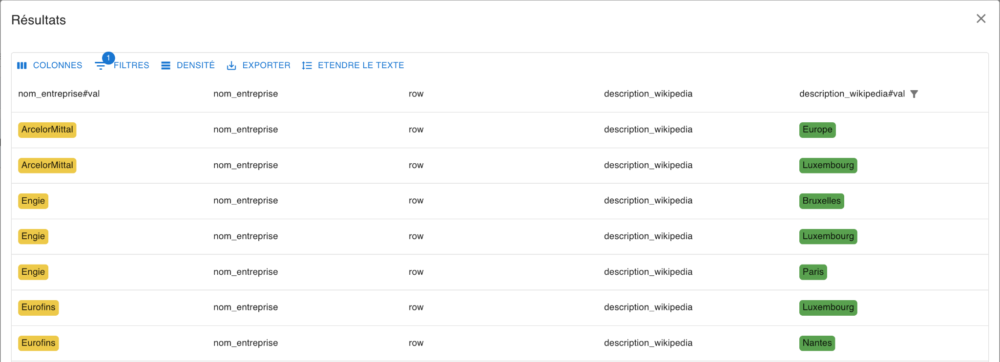 Résultats
COLONNES 1 FILTRES DENSITÉ EXPORTER ETENDRE LE TEXTE
nom_entreprise#val nom_entreprise row description_wikipedia description_wikipedia#val
ArcelorMittal nom_entreprise row description_wikipedia Europe
ArcelorMittal nom_entreprise row description_wikipedia Luxembourg
Engie nom_entreprise row description_wikipedia Bruxelles
Engie nom_entreprise row description_wikipedia Luxembourg
Engie nom_entreprise row description_wikipedia Paris
Eurofins nom_entreprise row description_wikipedia Luxembourg
Eurofins nom_entreprise row description_wikipedia Nantes